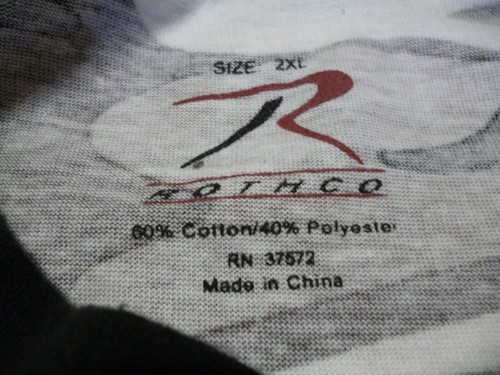 SIZE 2XL
R
ROTHCO
60% Cotton/40% Polyester
RN 37572
Made in China